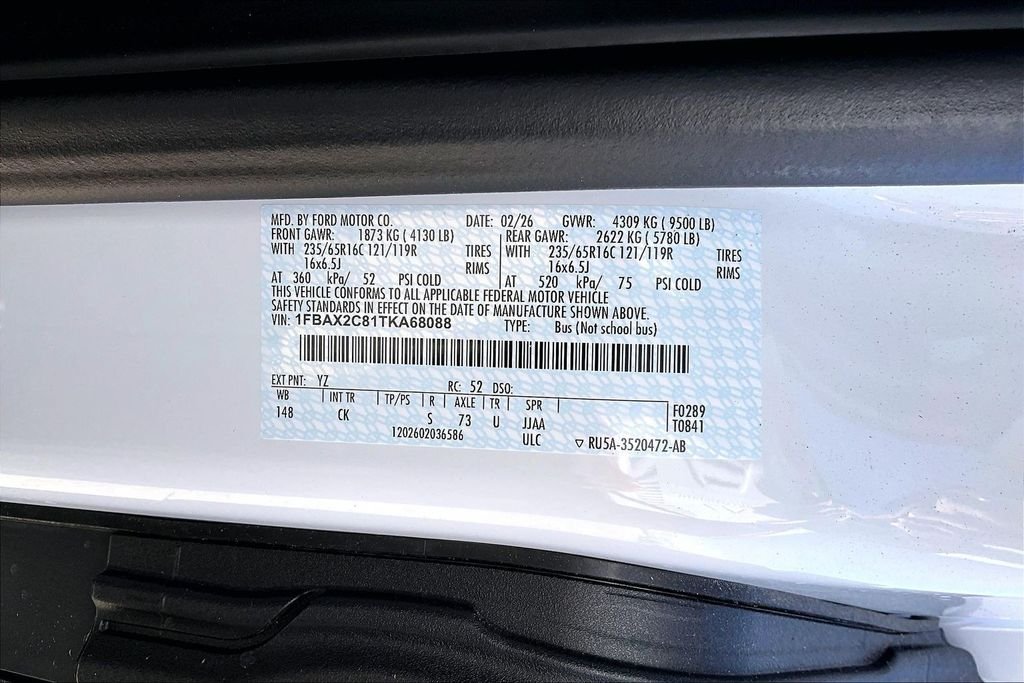 MFD. BY FORD MOTOR CO. DATE: 02/26 GVWR: 4309 KG ( 9500 LB)
FRONT GAWR: 1873 KG ( 4130 LB) REAR GAWR: 2622 KG ( 5780 LB)
WITH 235/65R16C 121/119R TIRES WITH 235/65R16C 121/119R TIRES
16x6.5J RIMS 16x6.5J RIMS
AT 360 kPa/ 52 PSI COLD AT 520 kPa/ 75 PSI COLD
THIS VEHICLE CONFORMS TO ALL APPLICABLE FEDERAL MOTOR VEHICLE
SAFETY STANDARDS IN EFFECT ON THE DATE OF MANUFACTURE SHOWN ABOVE.
VIN: 1FBAX2C81TKA68088 TYPE: Bus (Not school bus)
EXT PNT: YZ RC: 52 DSO:
WB INT TR TP/PS R AXLE TR SPR F0289
148 CK S 73 U JJAA T0841
1202602036586 ULC ▽ RU5A-3520472-AB